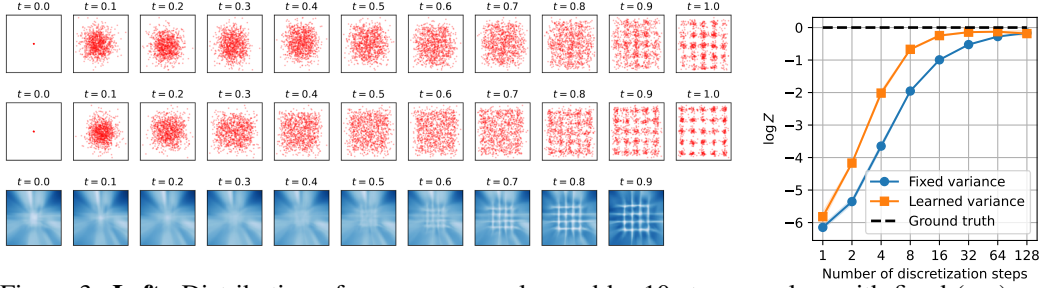 t = 0.0 t = 0.1 t = 0.2 t = 0.3 t = 0.4 t = 0.5 t = 0.6 t = 0.7 t = 0.8 t = 0.9 t = 1.0
t = 0.0 t = 0.1 t = 0.2 t = 0.3 t = 0.4 t = 0.5 t = 0.6 t = 0.7 t = 0.8 t = 0.9 t = 1.0
t = 0.0 t = 0.1 t = 0.2 t = 0.3 t = 0.4 t = 0.5 t = 0.6 t = 0.7 t = 0.8 t = 0.9
log Z
0
−1
−2
−3
−4
−5
−6
Fixed variance
Learned variance
Ground truth
1 2 4 8 16 32 64 128
Number of discretization steps